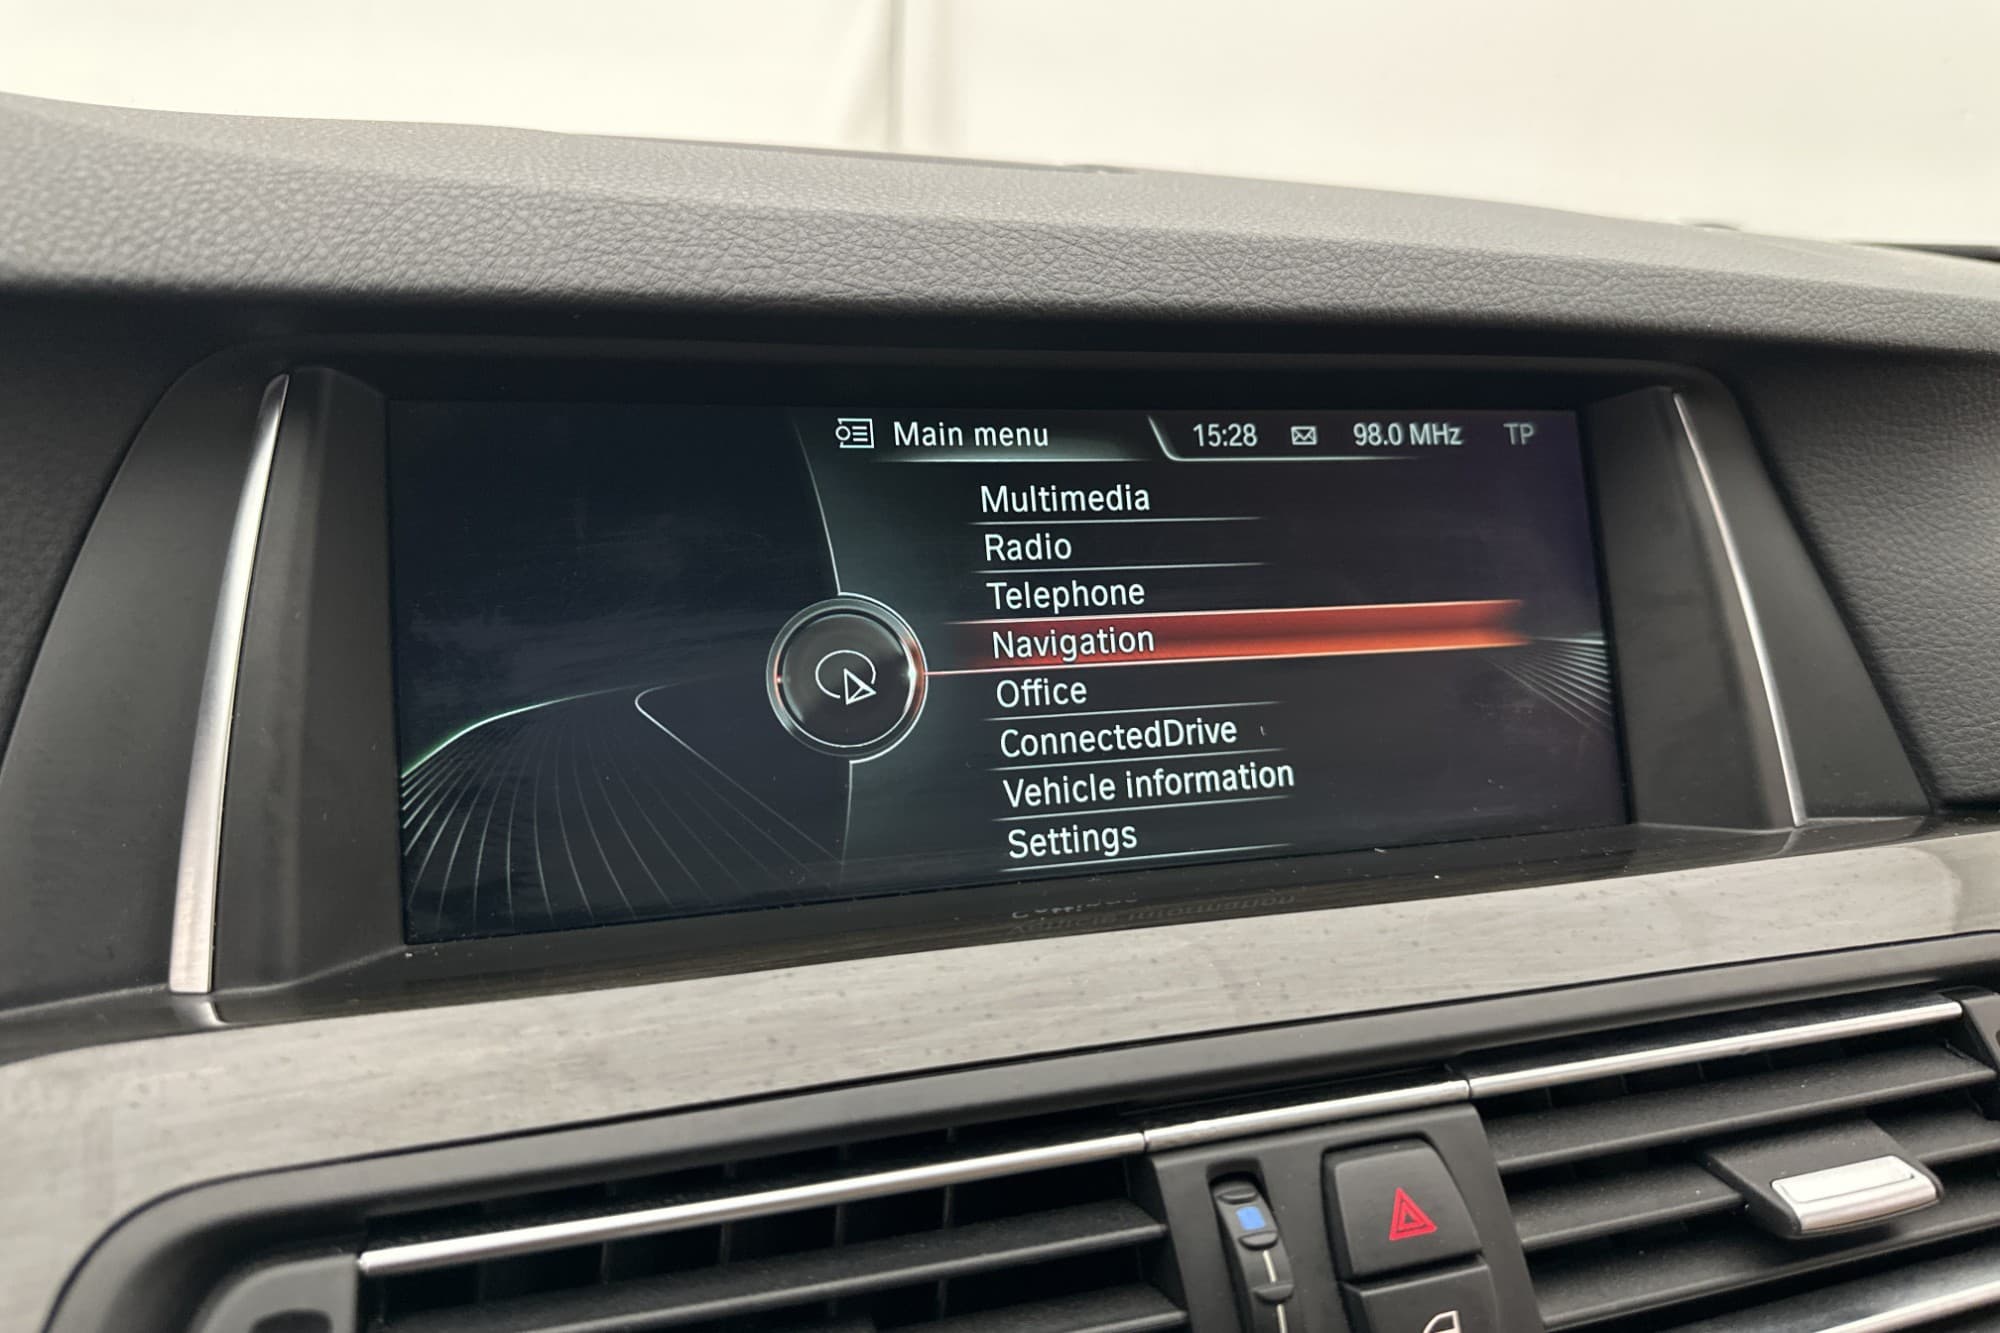 Main menu 15:28 98.0 MHz TP
Multimedia
Radio
Telephone
Navigation
Office
ConnectedDrive
Vehicle information
Settings